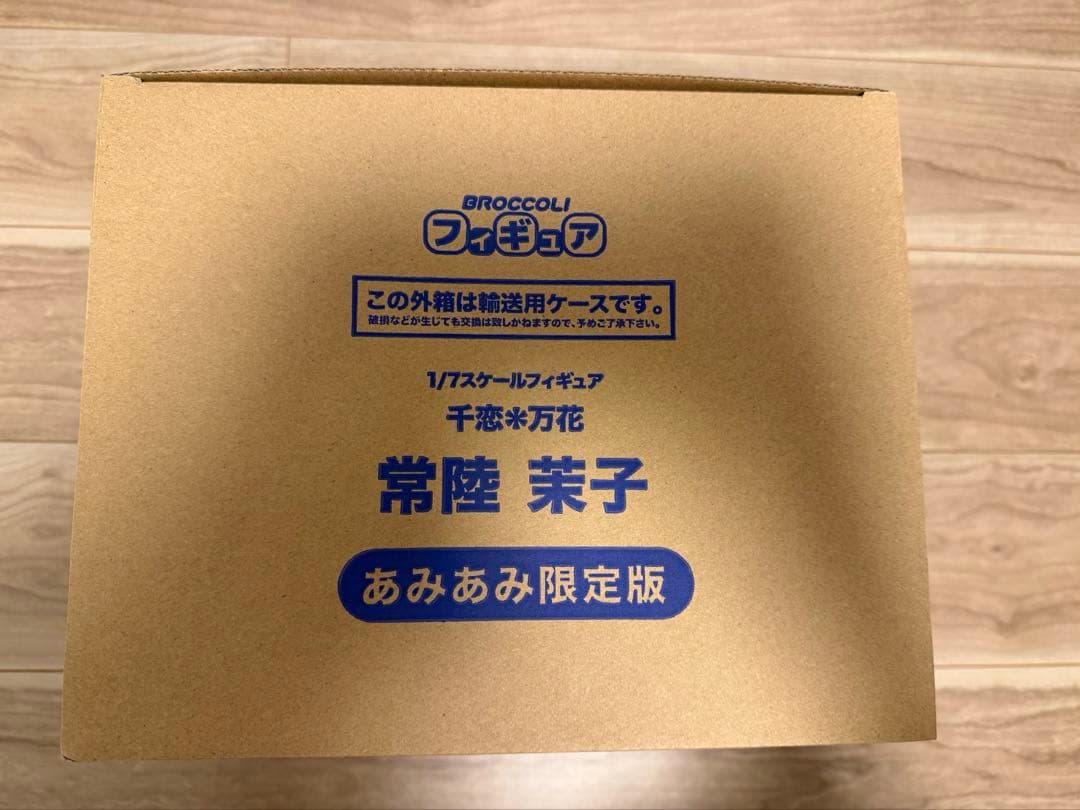 BROCCOLI
フィギュア
この外箱は輸送用ケースです。
破損などが生じても交換は致しかねますので、予めご了承下さい。
1/7スケールフィギュア
千恋＊万花
常陸 茉子
あみあみ限定版